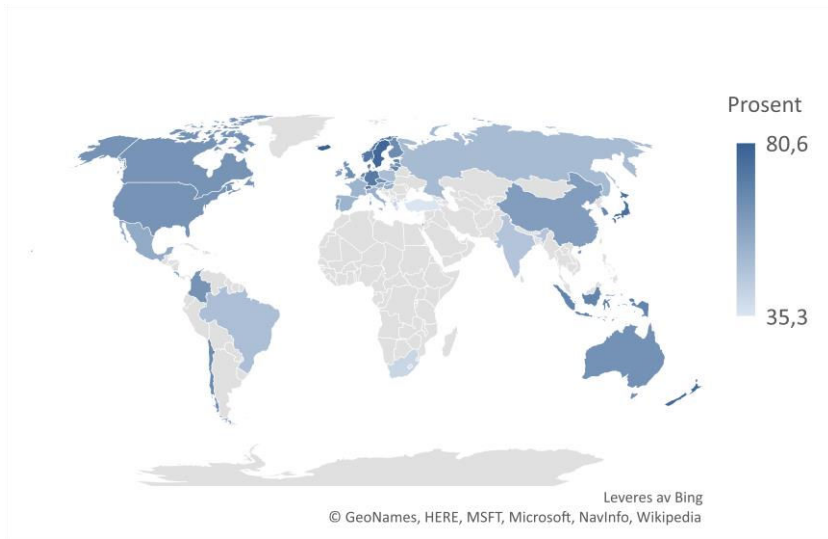 Prosent
80,6
35,3
Leveres av Bing
© GeoNames, HERE, MSFT, Microsoft, NavInfo, Wikipedia